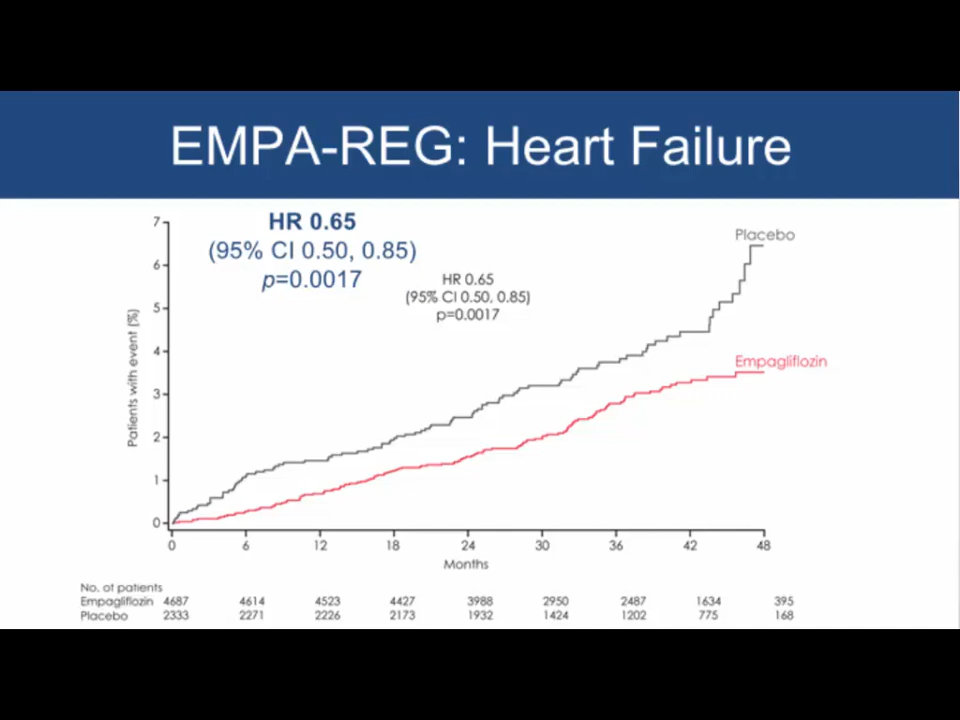 EMPA-REG: Heart Failure
HR 0.65
(95% CI 0.50, 0.85)
p=0.0017
HR 0.65
(95% CI 0.50, 0.85)
p=0.0017
Placebo
Empagliflozin
Patients with event (%)
7
6
5
4
3
2
1
0
0 6 12 18 24 30 36 42 48
Months
No. of patients
Empagliflozin 4687 4614 4523 4427 3988 2950 2487 1634 395
Placebo 2333 2271 2226 2173 1932 1424 1202 775 168